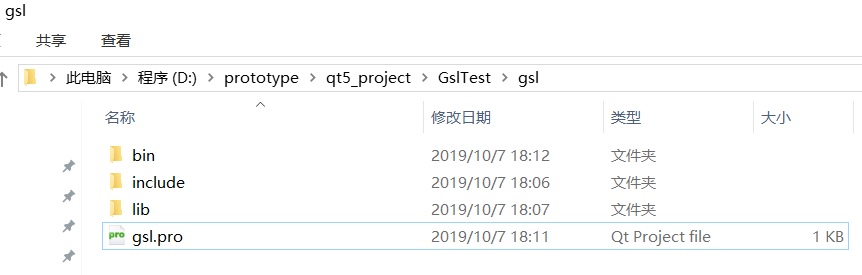 gsl
共享 查看
此电脑 程序 (D:) prototype qt5_project GslTest gsl
名称 修改日期 类型 大小
bin 2019/10/7 18:12 文件夹
include 2019/10/7 18:06 文件夹
lib 2019/10/7 18:07 文件夹
pro gsl.pro 2019/10/7 18:11 Qt Project file 1 KB